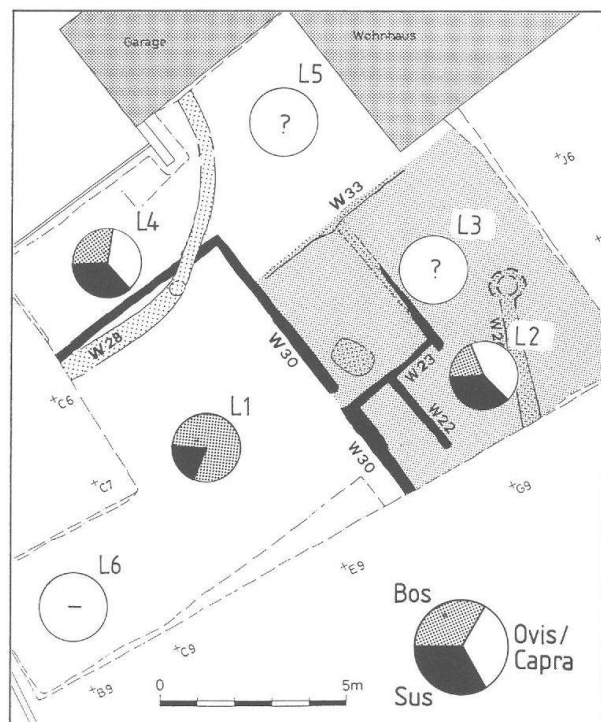 Garage
Wohnhaus
L5
?
J6
W33
L4
L3
?
W2
L2
W28
W30
W23
C6
L1
W22
C7
W30
G9
L6
–
E9
Bos
Ovis/
Capra
C9
Sus
B9
0
5m